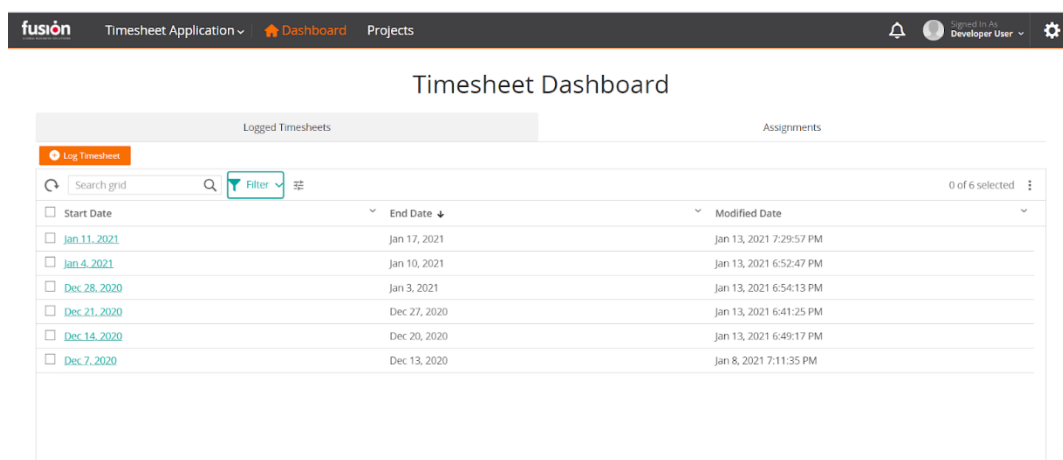 fusion Timesheet Application Dashboard Projects Signed In As
Developer User
Timesheet Dashboard
Logged Timesheets Assignments
Log Timesheet
Search grid Filter 0 of 6 selected
Start Date End Date Modified Date
Jan 11, 2021 Jan 17, 2021 Jan 13, 2021 7:29:57 PM
Jan 4, 2021 Jan 10, 2021 Jan 13, 2021 6:52:47 PM
Dec 28, 2020 Jan 3, 2021 Jan 13, 2021 6:54:13 PM
Dec 21, 2020 Dec 27, 2020 Jan 13, 2021 6:41:25 PM
Dec 14, 2020 Dec 20, 2020 Jan 13, 2021 6:49:17 PM
Dec 7, 2020 Dec 13, 2020 Jan 8, 2021 7:11:35 PM